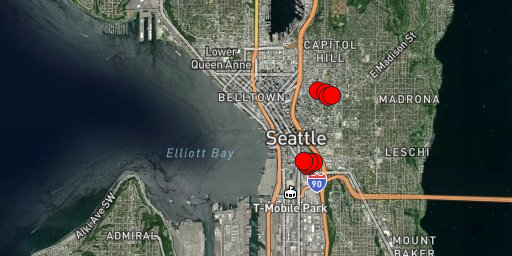 Lower
Queen Anne
CAPITOL
HILL
E Madison St
BELLTOWN
MADRONA
Seattle
Elliott Bay
LESCHI
90
T-Mobile Park
Alki Ave SW
ADMIRAL
MOUNT
BAKER